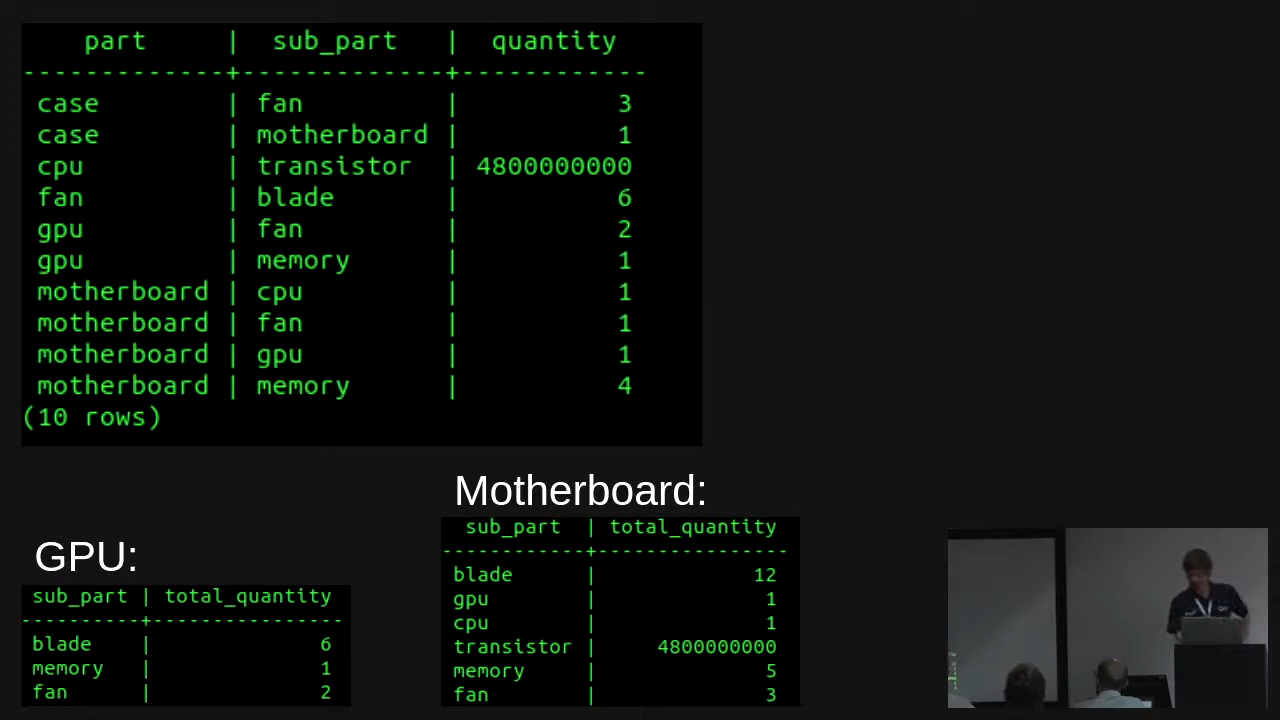 part | sub_part | quantity
-------------+--------------+------------
case | fan | 3
case | motherboard | 1
cpu | transistor | 4800000000
fan | blade | 6
gpu | fan | 2
gpu | memory | 1
motherboard | cpu | 1
motherboard | fan | 1
motherboard | gpu | 1
motherboard | memory | 4
(10 rows)
GPU:
sub_part | total_quantity
----------+----------------
blade | 6
memory | 1
fan | 2
Motherboard:
sub_part | total_quantity
------------+----------------
blade | 12
gpu | 1
cpu | 1
transistor | 4800000000
memory | 5
fan | 3